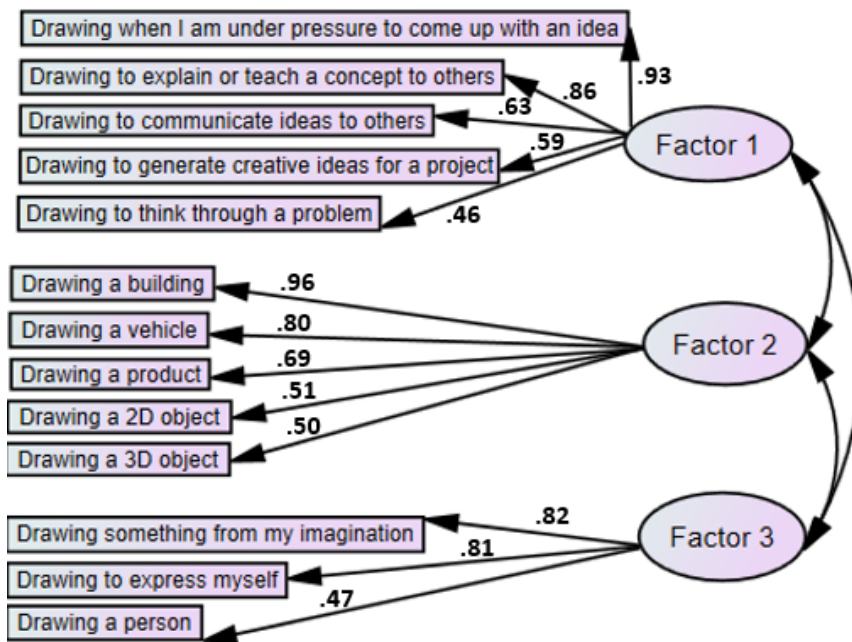 Drawing when I am under pressure to come up with an idea
.93
Drawing to explain or teach a concept to others
.86
Drawing to communicate ideas to others
.63
Factor 1
Drawing to generate creative ideas for a project
.59
Drawing to think through a problem
.46
Drawing a building
.96
Drawing a vehicle
.80
Factor 2
Drawing a product
.69
Drawing a 2D object
.51
Drawing a 3D object
.50
Drawing something from my imagination
.82
Factor 3
Drawing to express myself
.81
Drawing a person
.47